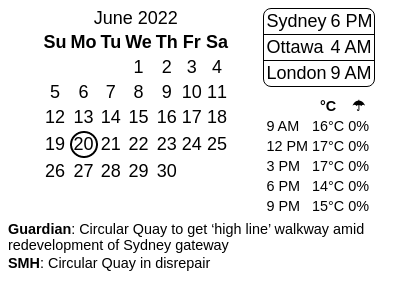 June 2022
Su Mo Tu We Th Fr Sa
1 2 3 4
5 6 7 8 9 10 11
12 13 14 15 16 17 18
19 20 21 22 23 24 25
26 27 28 29 30
Sydney 6 PM
Ottawa 4 AM
London 9 AM
°C ☂
9 AM 16°C 0%
12 PM 17°C 0%
3 PM 17°C 0%
6 PM 14°C 0%
9 PM 15°C 0%
Guardian: Circular Quay to get ‘high line’ walkway amid
redevelopment of Sydney gateway
SMH: Circular Quay in disrepair